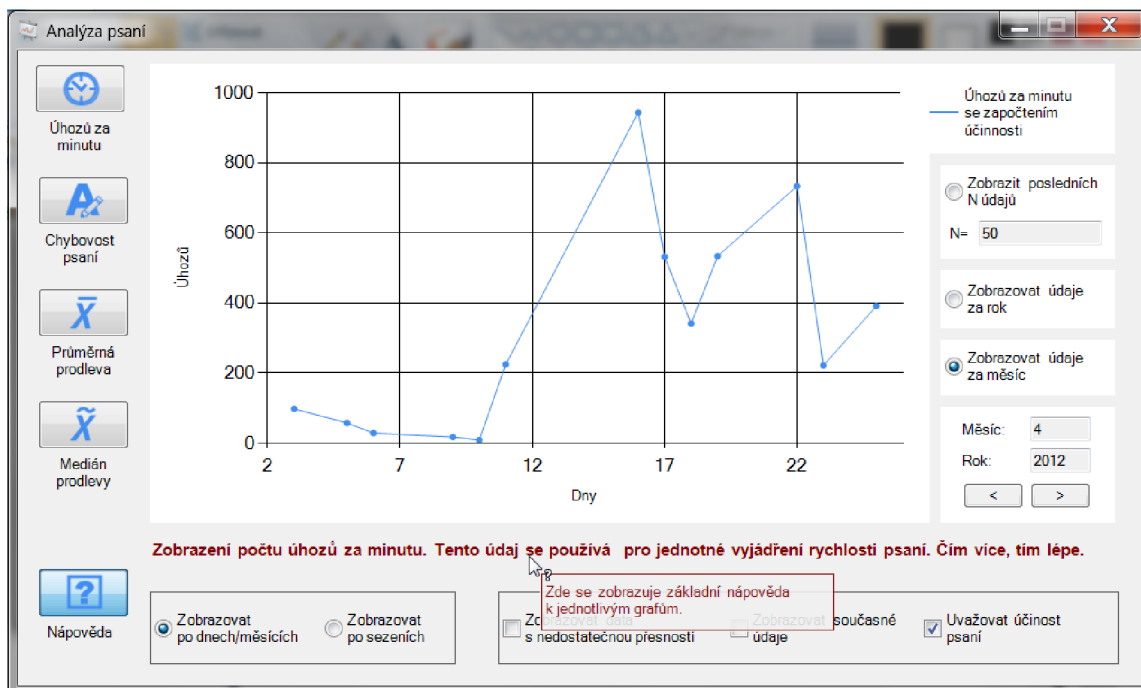 Analýza psaní
Úhozů za
minutu
Chybovost
psaní
X
Průměrná
prodleva
X
Medián
prodlevy
?
Nápověda
1000
800
600
400
200
0
Úhozů
2
7
12
17
22
Dny
Úhozů za minutu
se započtením
účinnosti
Zobrazit posledních
N údajů
N= 50
Zobrazovat údaje
za rok
Zobrazovat údaje
za měsíc
Měsíc: 4
Rok: 2012
< >
Zobrazení počtu úhozů za minutu. Tento údaj se používá pro jednotné vyjádření rychlosti psaní. Čím více, tím lépe.
Zde se zobrazuje základní nápověda
k jednotlivým grafům.
Zobrazovat
po dnech/měsících
Zobrazovat
po sezeních
Zobrazovat data
s nedostatečnou přesností
Zobrazovat současné
údaje
Uvažovat účinost
psaní